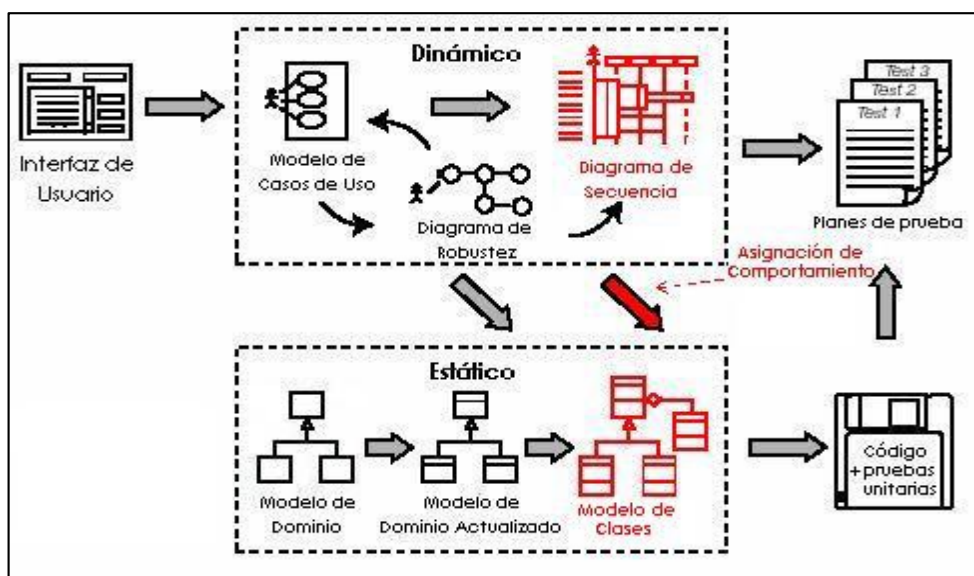 Dinámico
Interfaz de
Usuario
Modelo de
Casos de Uso
Diagrama de
Robustez
Diagrama de
Secuencia
Test 3
Test 2
Test 1
Planes de prueba
Asignación de
Comportamiento
Estático
Modelo de
Dominio
Modelo de
Dominio Actualizado
Modelo de
Clases
Código
+ pruebas
unitarias